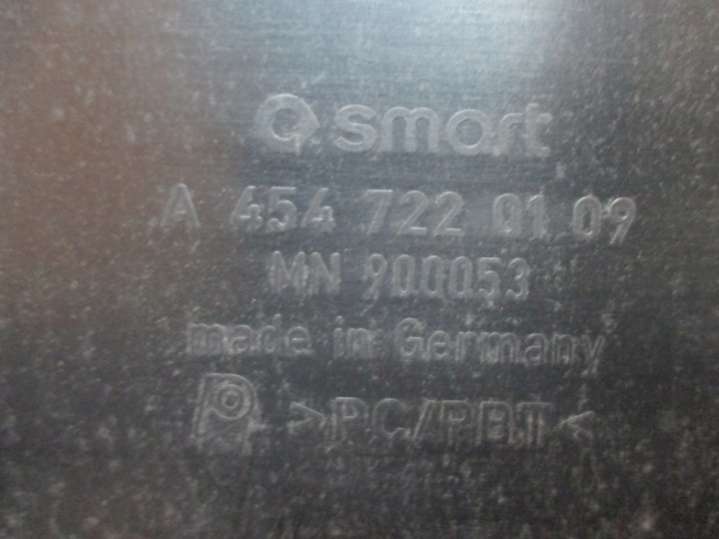 smart
A 454 722 01 09
MN 900053
made in Germany
>PC/PBT<